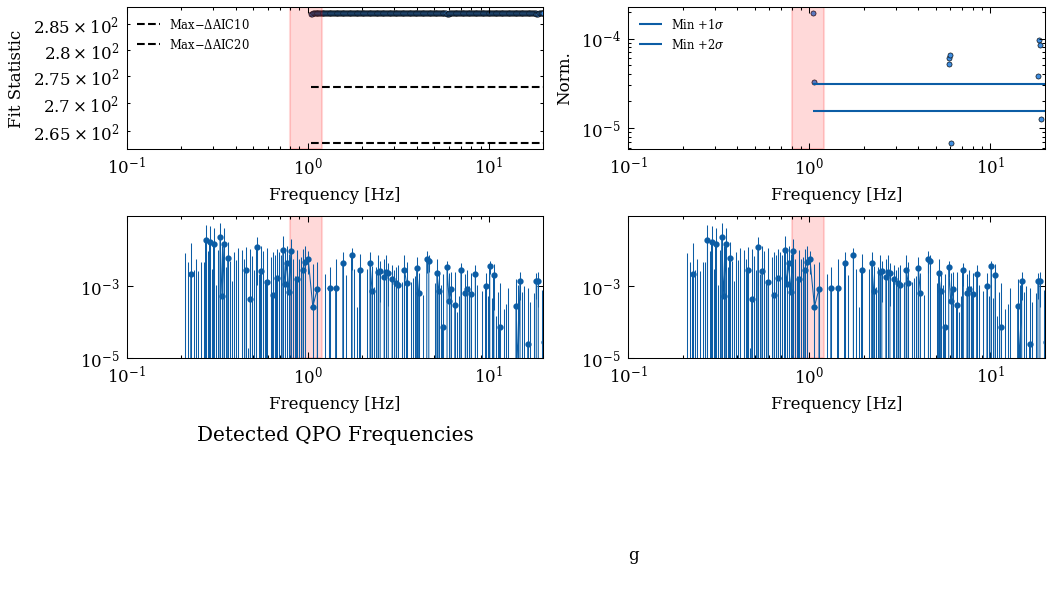 Fit Statistic
2.85 × 10²
2.8 × 10²
2.75 × 10²
2.7 × 10²
2.65 × 10²
Max−ΔAIC10
Max−ΔAIC20
10⁻¹ 10⁰ 10¹
Frequency [Hz]
Norm.
10⁻⁴
10⁻⁵
Min +1σ
Min +2σ
10⁻¹ 10⁰ 10¹
Frequency [Hz]
10⁻³
10⁻⁵
10⁻¹ 10⁰ 10¹
Frequency [Hz]
10⁻³
10⁻⁵
10⁻¹ 10⁰ 10¹
Frequency [Hz]
Detected QPO Frequencies
g